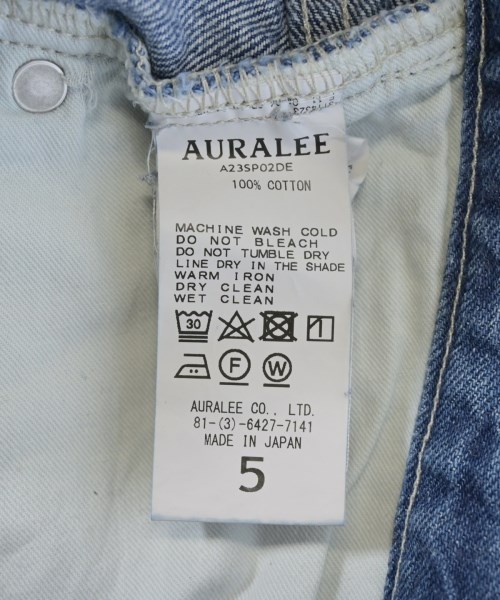 AURALEE
A23SP02DE
100% COTTON
MACHINE WASH COLD
DO NOT BLEACH
DO NOT TUMBLE DRY
LINE DRY IN THE SHADE
WARM IRON
DRY CLEAN
WET CLEAN
30
F W
AURALEE CO., LTD.
81-(3)-6427-7141
MADE IN JAPAN
5